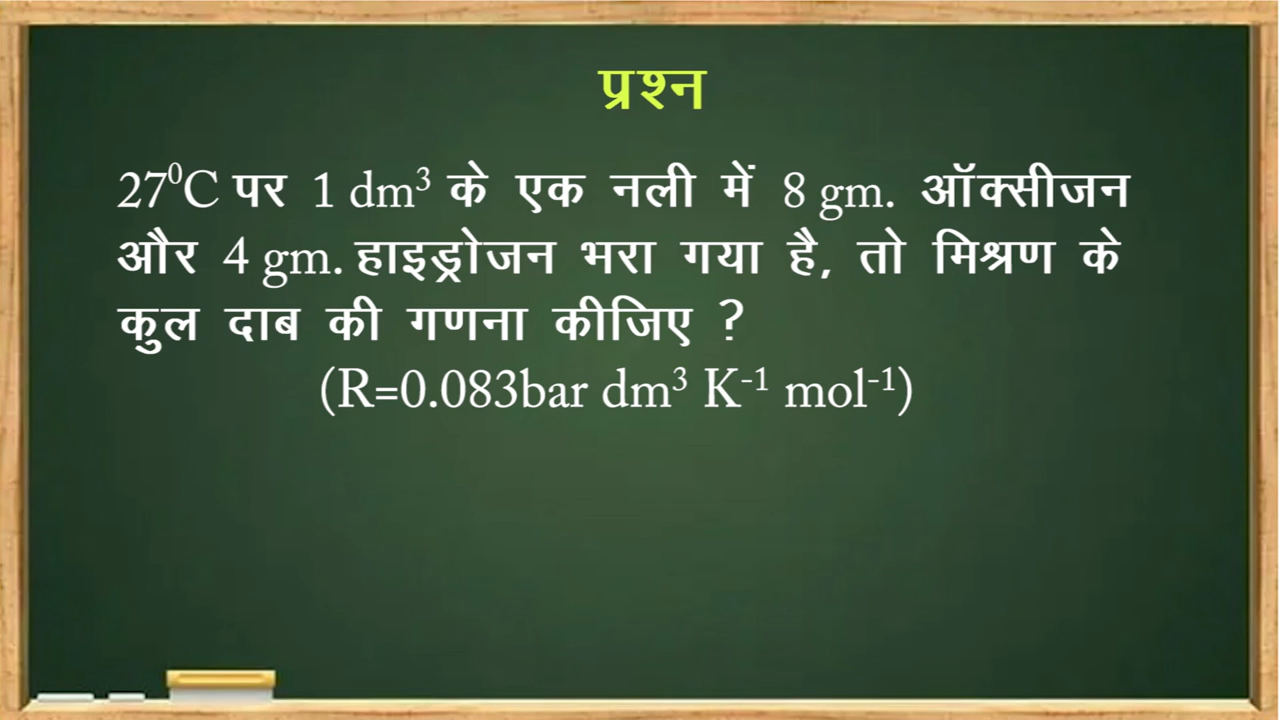 प्रश्न
27⁰C पर 1 dm³ के एक नली में 8 gm. ऑक्सीजन
और 4 gm. हाइड्रोजन भरा गया है, तो मिश्रण के
कुल दाब की गणना कीजिए ?
(R=0.083bar dm³ K⁻¹ mol⁻¹)